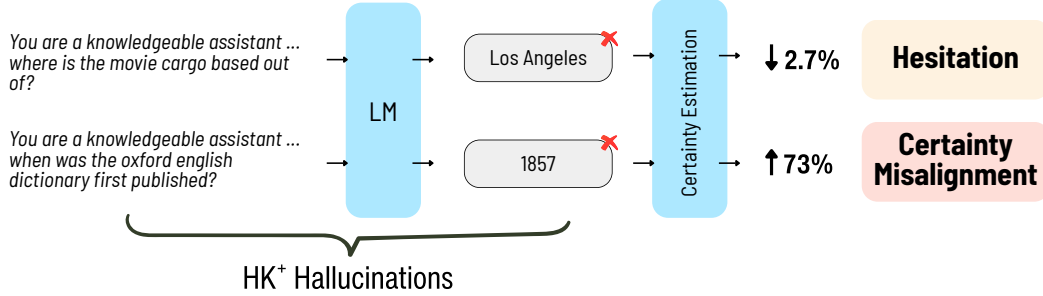 You are a knowledgeable assistant ...
where is the movie cargo based out
of?
LM
Los Angeles
Certainty Estimation
2.7%
Hesitation
You are a knowledgeable assistant ...
when was the oxford english
dictionary first published?
1857
73%
Certainty
Misalignment
HK⁺ Hallucinations